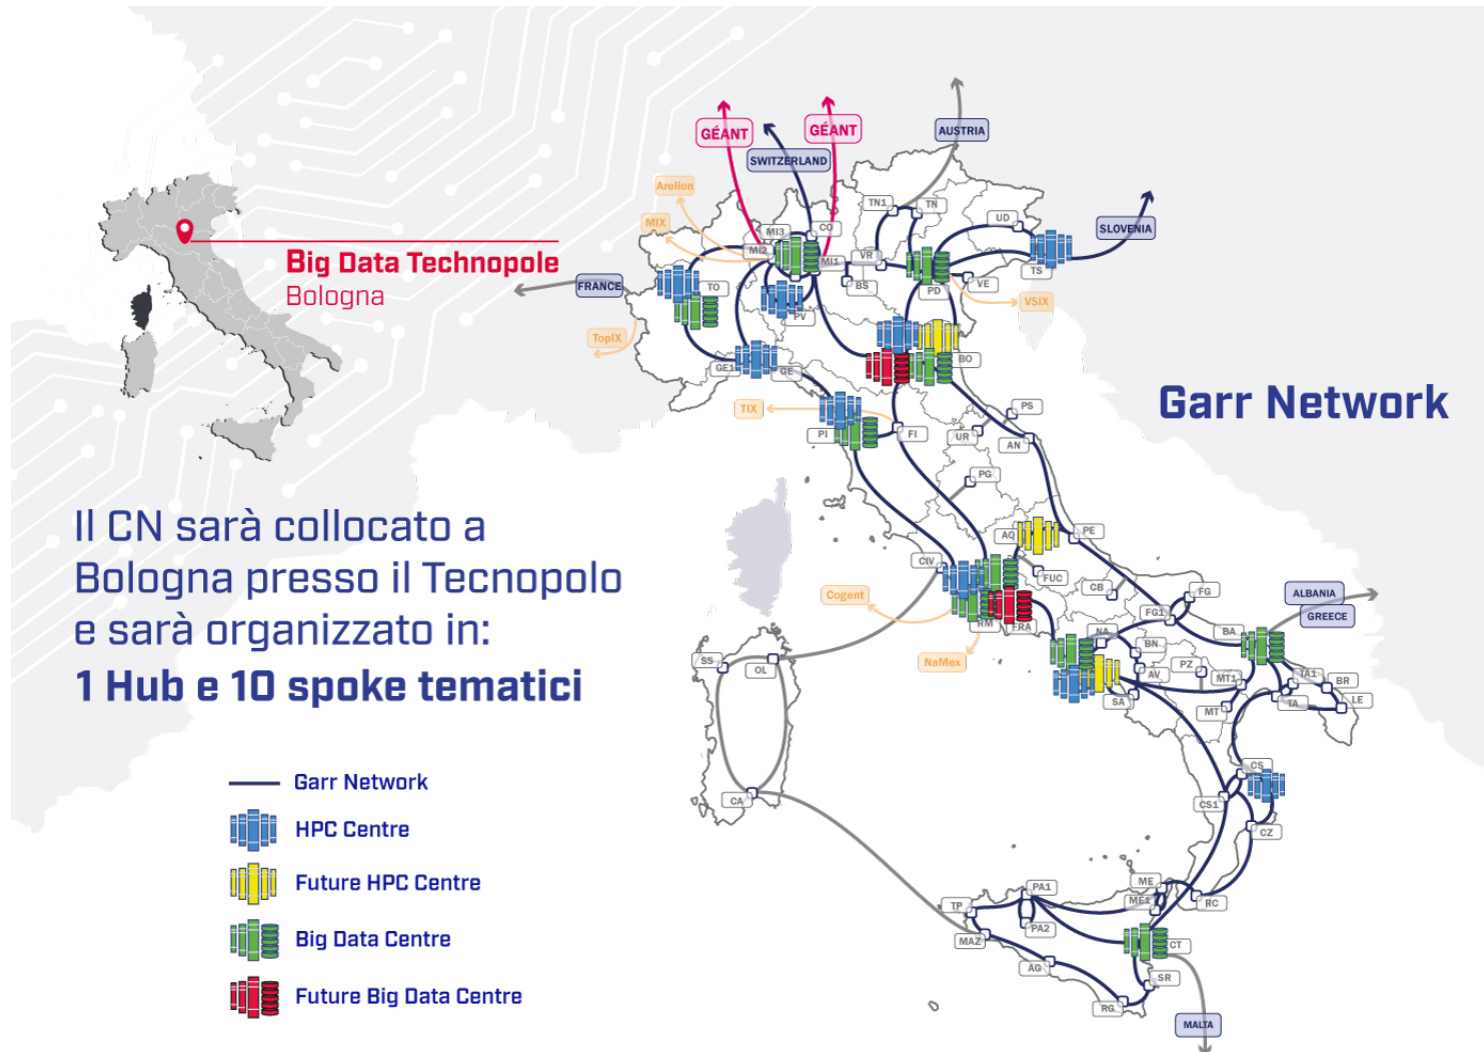 GÉANT
GÉANT
AUSTRIA
SWITZERLAND
Arelion
MIX
SLOVENIA
FRANCE
TopIX
VSIX
TIX
Cogent
NaMex
ALBANIA
GREECE
MALTA
TN1
TN
UD
TS
CO
MI3
MI2
MI1
VR
BS
PD
VE
TO
PV
GE1
GE
BO
PI
FI
PS
UR
AN
PG
AQ
PE
CIV
FUC
CB
RM
FRA
FG
FG1
NA
BN
AV
SA
PZ
BA
MT1
MT
TA1
TA
BR
LE
SS
OL
CA
CS
CS1
CZ
ME
ME1
RC
PA1
PA2
TP
MAZ
AG
CT
SR
RG
Big Data Technopole
Bologna
Garr Network
Il CN sarà collocato a
Bologna presso il Tecnopolo
e sarà organizzato in:
1 Hub e 10 spoke tematici
Garr Network
HPC Centre
Future HPC Centre
Big Data Centre
Future Big Data Centre